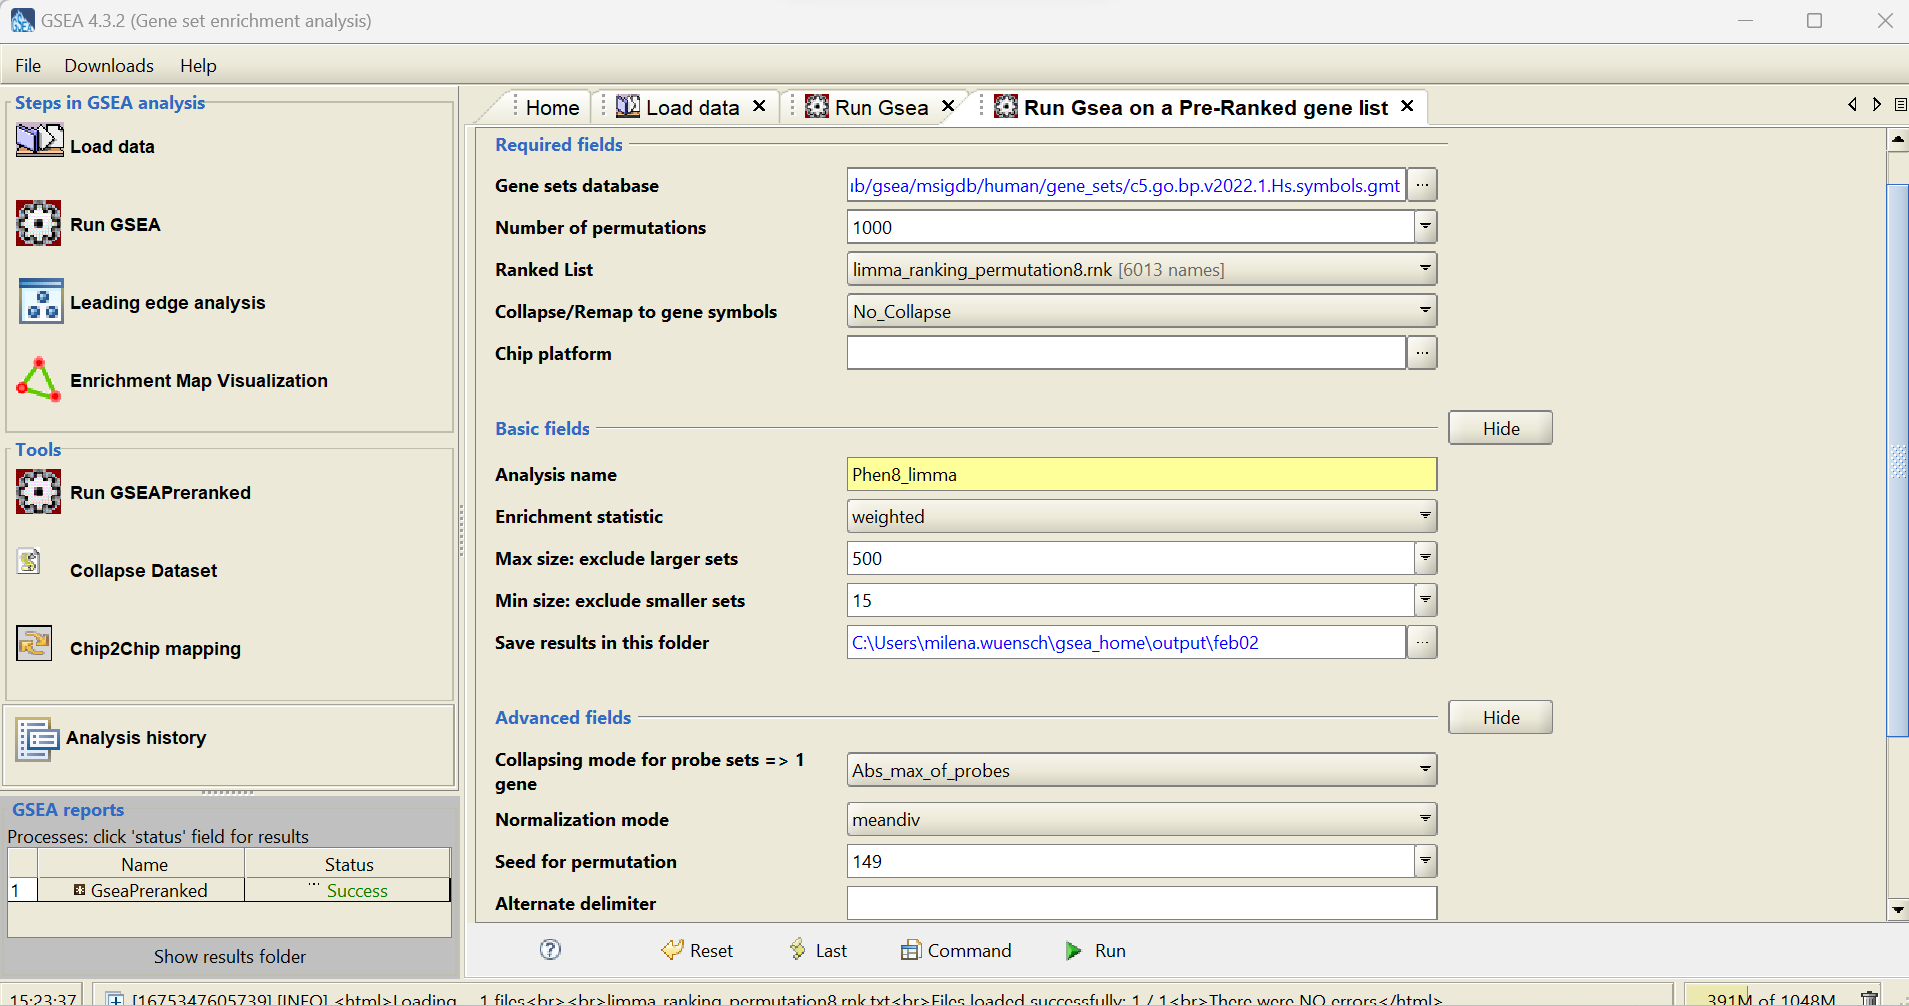 GSEA 4.3.2 (Gene set enrichment analysis)
File Downloads Help
Steps in GSEA analysis
Load data
Run GSEA
Leading edge analysis
Enrichment Map Visualization
Tools
Run GSEAPreranked
Collapse Dataset
Chip2Chip mapping
Analysis history
GSEA reports
Processes: click 'status' field for results
Name Status
1 GseaPreranked ... Success
Show results folder
Home Load data Run Gsea Run Gsea on a Pre-Ranked gene list
Required fields
Gene sets database ıb/gsea/msigdb/human/gene_sets/c5.go.bp.v2022.1.Hs.symbols.gmt ...
Number of permutations 1000
Ranked List limma_ranking_permutation8.rnk [6013 names]
Collapse/Remap to gene symbols No_Collapse
Chip platform ...
Basic fields Hide
Analysis name Phen8_limma
Enrichment statistic weighted
Max size: exclude larger sets 500
Min size: exclude smaller sets 15
Save results in this folder C:\Users\milena.wuensch\gsea_home\output\feb02 ...
Advanced fields Hide
Collapsing mode for probe sets => 1
gene Abs_max_of_probes
Normalization mode meandiv
Seed for permutation 149
Alternate delimiter
Reset Last Command Run
15:23:37 [1675347605739] [INFO] <html>Loading ... 1 files<br><br>limma_ranking_permutation8.rnk.txt<br>Files loaded successfully: 1 / 1<br>There were NO errors</html> 391M of 1048M